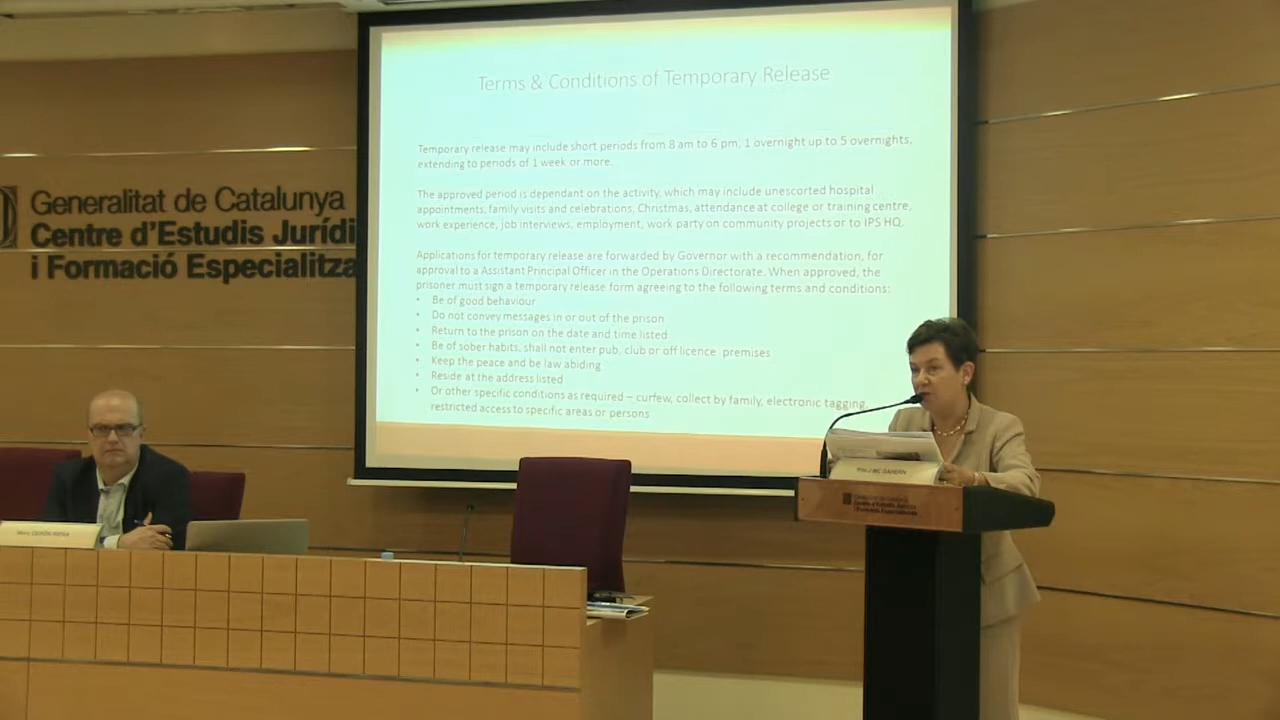 Terms & Conditions of Temporary Release
Temporary release may include short periods from 8 am to 6 pm, 1 overnight up to 5 overnights,
extending to periods of 1 week or more.
The approved period is dependant on the activity, which may include unescorted hospital
appointments, family visits and celebrations, Christmas, attendance at college or training centre,
work experience, job interviews, employment, work party on community projects or to IPS HQ.
Applications for temporary release are forwarded by Governor with a recommendation, for
approval to a Assistant Principal Officer in the Operations Directorate. When approved, the
prisoner must sign a temporary release form agreeing to the following terms and conditions:
• Be of good behaviour
• Do not convey messages in or out of the prison
• Return to the prison on the date and time listed
• Be of sober habits, shall not enter pub, club or off licence premises
• Keep the peace and be law abiding
• Reside at the address listed
• Or other specific conditions as required – curfew, collect by family, electronic tagging,
restricted access to specific areas or persons
Generalitat de Catalunya
Centre d'Estudis Jurídi
i Formació Especialitza
Generalitat de Catalunya
Centre d'Estudis Jurídics
i Formació Especialitzada